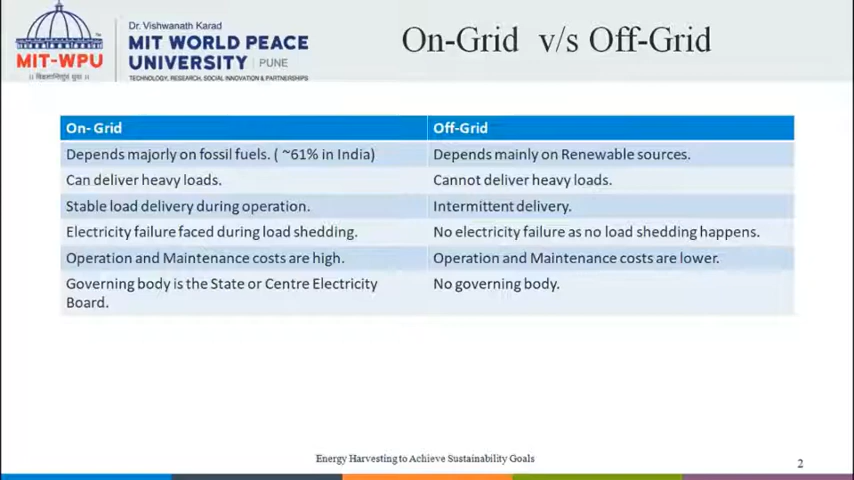 Dr. Vishwanath Karad
MIT WORLD PEACE
UNIVERSITY | PUNE
TECHNOLOGY, RESEARCH, SOCIAL INNOVATION & PARTNERSHIPS
MIT-WPU
On-Grid v/s Off-Grid
On- Grid
Off-Grid
Depends majorly on fossil fuels. ( ~61% in India)
Depends mainly on Renewable sources.
Can deliver heavy loads.
Cannot deliver heavy loads.
Stable load delivery during operation.
Intermittent delivery.
Electricity failure faced during load shedding.
No electricity failure as no load shedding happens.
Operation and Maintenance costs are high.
Operation and Maintenance costs are lower.
Governing body is the State or Centre Electricity
Board.
No governing body.
Energy Harvesting to Achieve Sustainability Goals
2